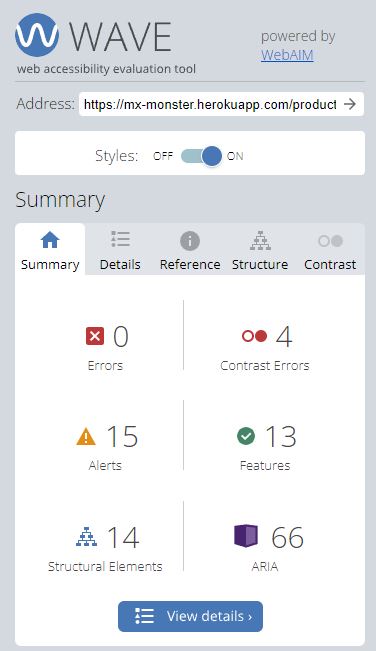 WAVE
powered by
WebAIM
web accessibility evaluation tool
Address: https://mx-monster.herokuapp.com/product
Styles: OFF ON
Summary
Summary Details Reference Structure Contrast
0 4
Errors Contrast Errors
15 13
Alerts Features
14 66
Structural Elements ARIA
View details ›